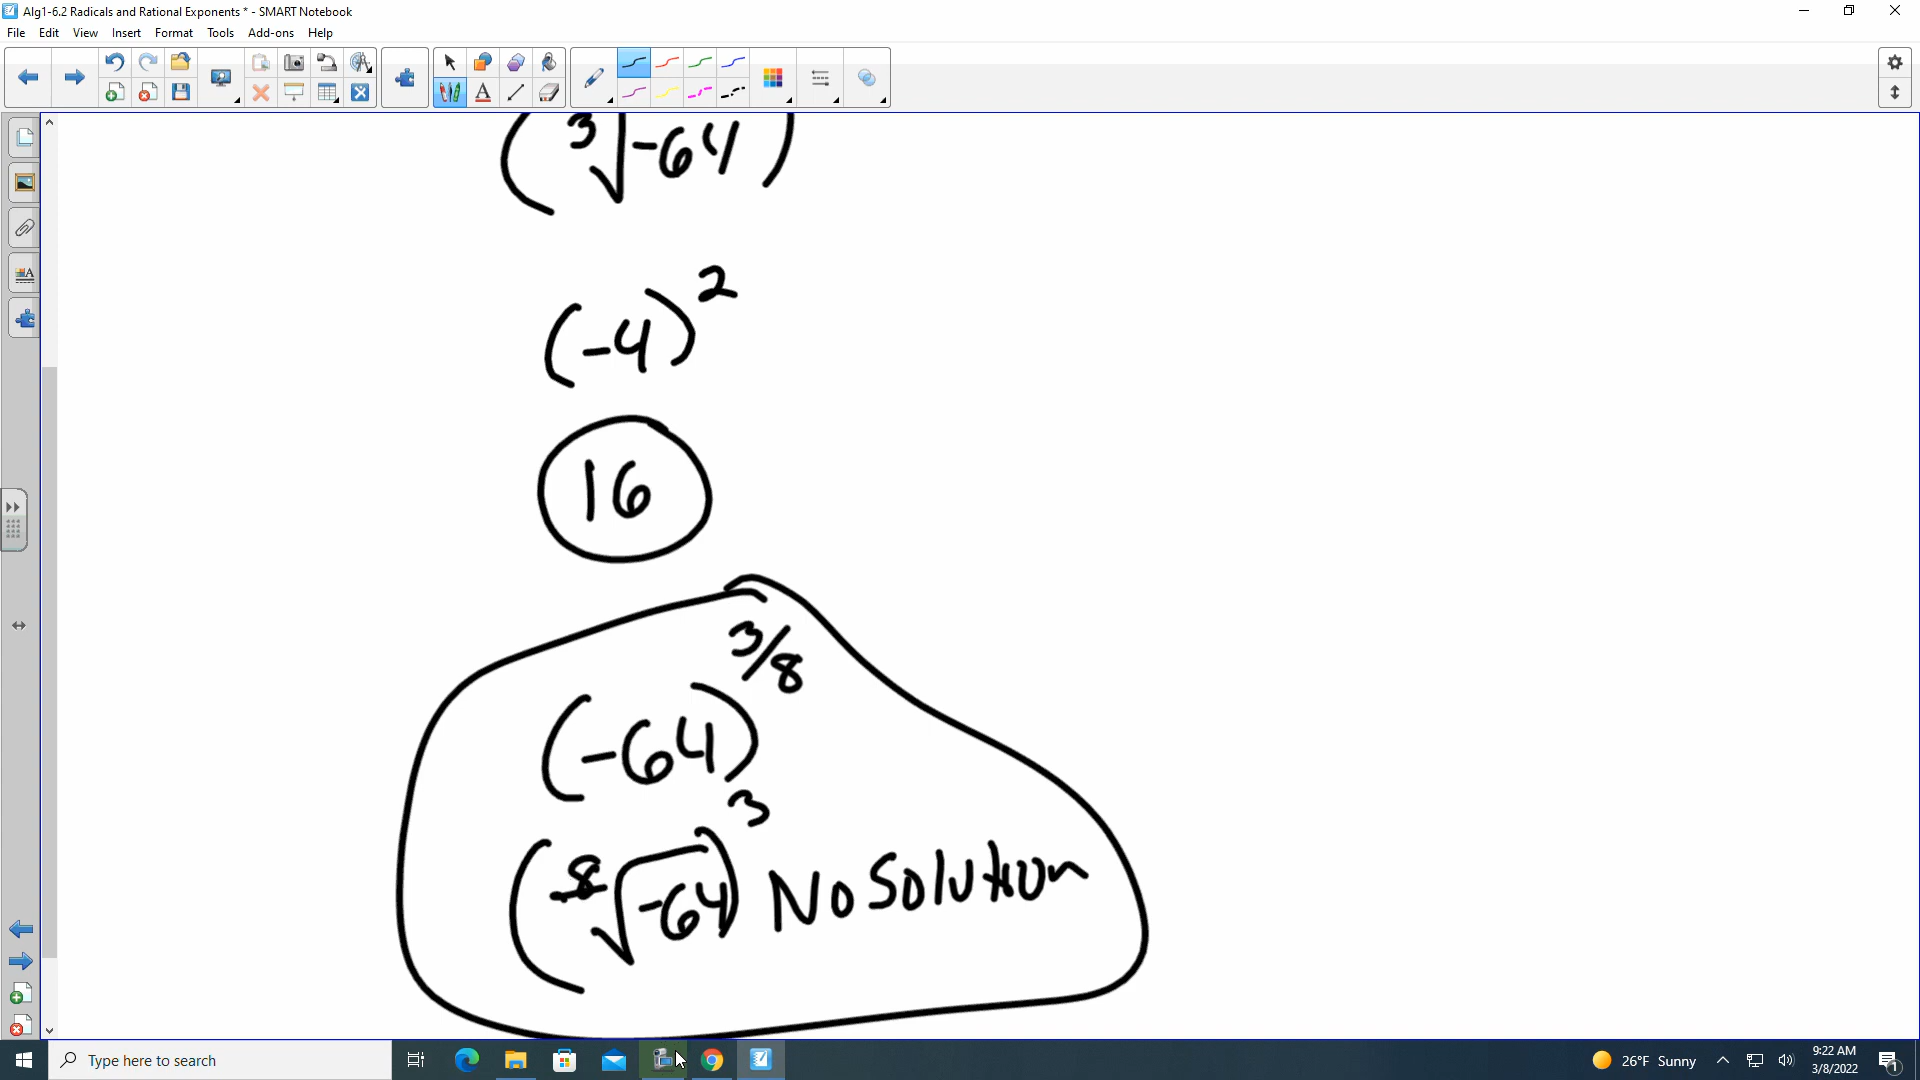 Alg1-6.2 Radicals and Rational Exponents * - SMART Notebook
File Edit View Insert Format Tools Add-ons Help
(³√-64)
(-4)²
16
(-64)^3/8
(⁸√-64)³ No Solution
Type here to search
26°F Sunny
9:22 AM
3/8/2022
1